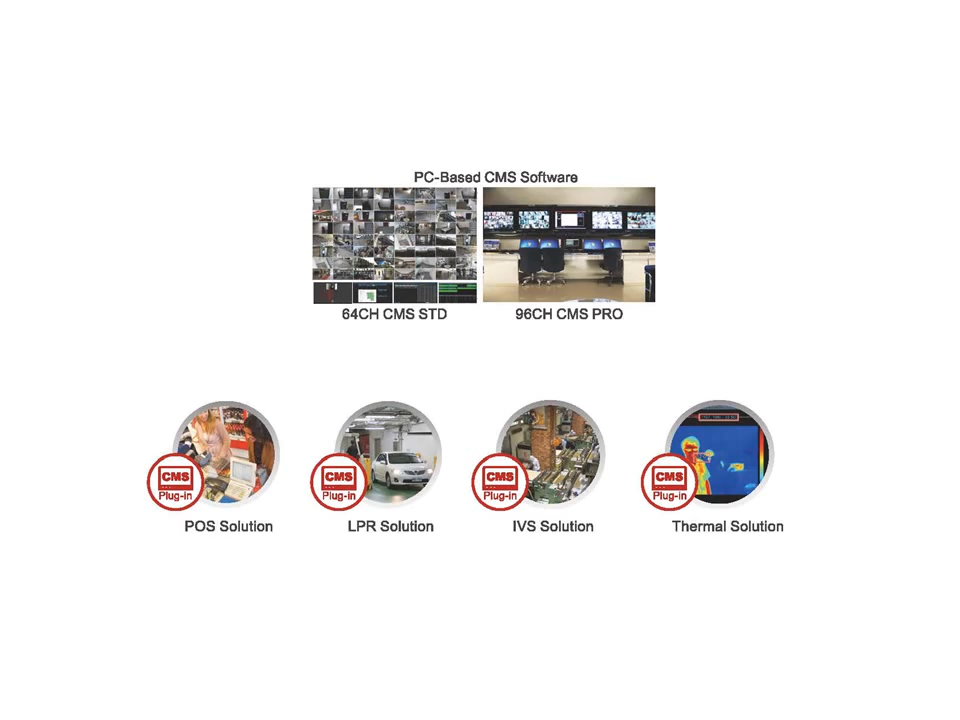 PC-Based CMS Software
64CH CMS STD
96CH CMS PRO
CMS
Plug-in
CMS
Plug-in
CMS
Plug-in
CMS
Plug-in
POS Solution
LPR Solution
IVS Solution
Thermal Solution